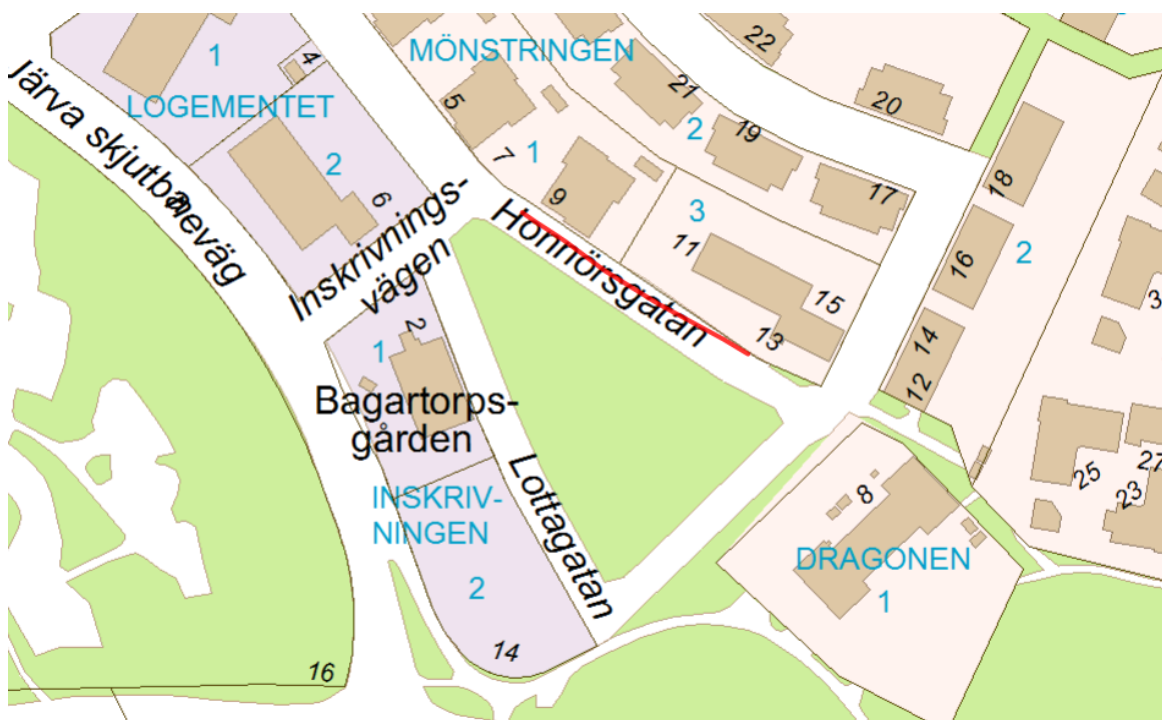 MÖNSTRINGEN
22
1
4
21
5
20
LOGEMENTET
2
19
7
1
2
17
18
Järva skjutbaneväg
6
9
3
Honnörsgatan
11
16
2
Inskrivnings-
vägen
15
3
13
14
2
1
12
Bagartorps-
gården
Lottagatan
25
27
23
INSKRIV-
NINGEN
8
DRAGONEN
1
2
14
16